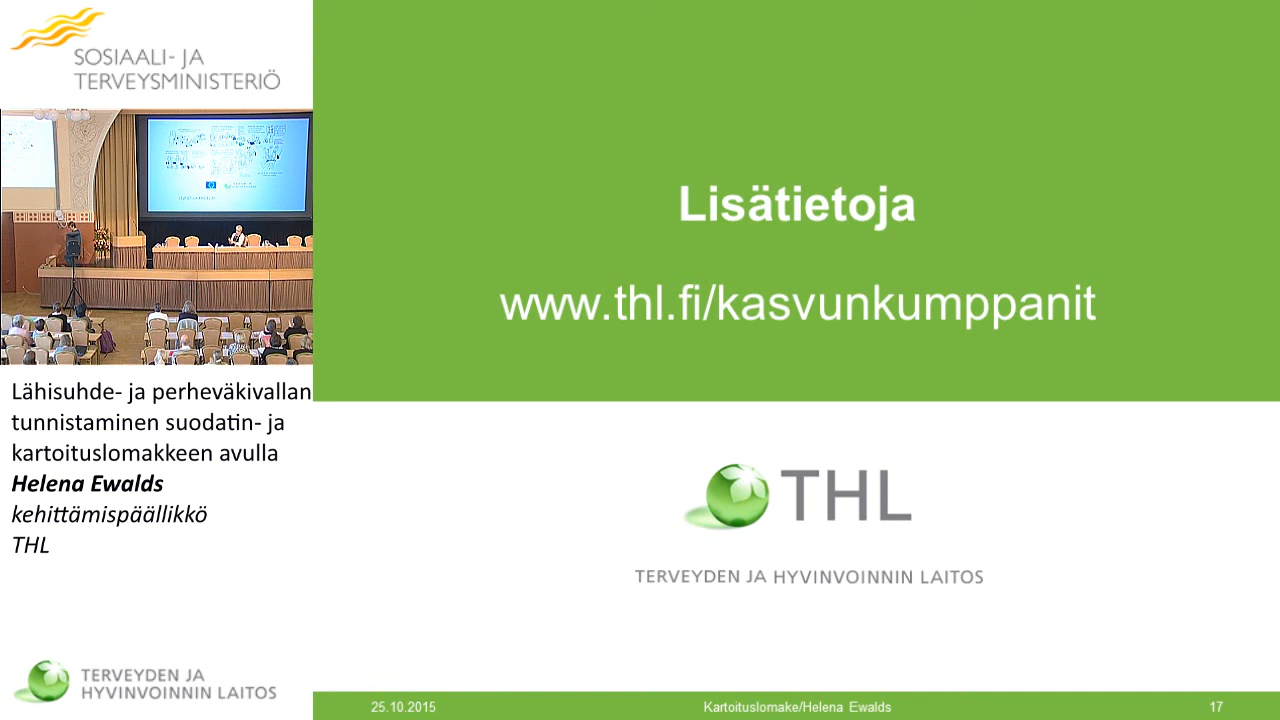 SOSIAALI- JA
TERVEYSMINISTERIÖ
Lähisuhde- ja perheväkivallan
tunnistaminen suodatin- ja
kartoituslomakkeen avulla
Helena Ewalds
kehittämispäällikkö
THL
TERVEYDEN JA
HYVINVOINNIN LAITOS
Lisätietoja
www.thl.fi/kasvunkumppanit
THL
TERVEYDEN JA HYVINVOINNIN LAITOS
25.10.2015 Kartoituslomake/Helena Ewalds 17